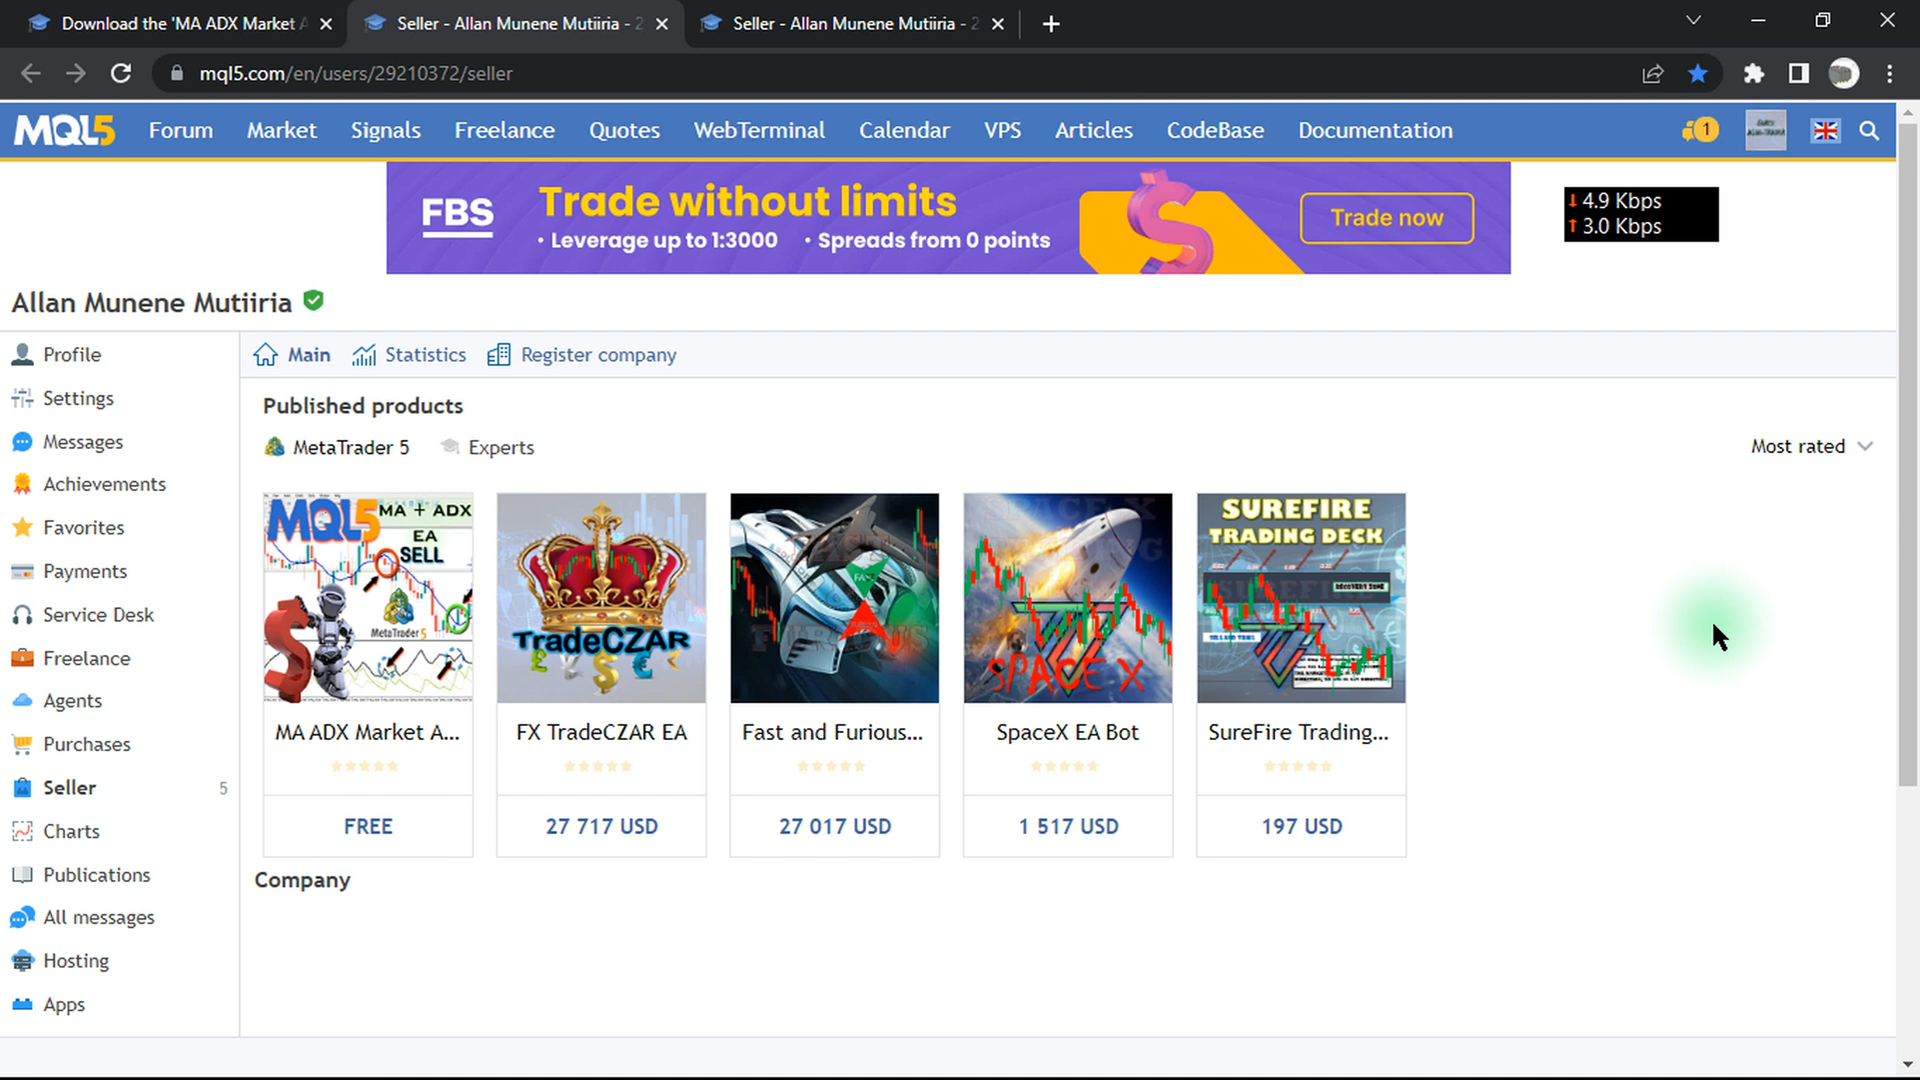 Download the 'MA ADX Market A
Seller - Allan Munene Mutiiria - 2
Seller - Allan Munene Mutiiria - 2
mql5.com/en/users/29210372/seller
MQL5
Forum
Market
Signals
Freelance
Quotes
WebTerminal
Calendar
VPS
Articles
CodeBase
Documentation
1
FBS
Trade without limits
• Leverage up to 1:3000 • Spreads from 0 points
Trade now
4.9 Kbps
3.0 Kbps
Allan Munene Mutiiria
Profile
Settings
Messages
Achievements
Favorites
Payments
Service Desk
Freelance
Agents
Purchases
Seller 5
Charts
Publications
All messages
Hosting
Apps
Main
Statistics
Register company
Published products
MetaTrader 5
Experts
Most rated
MQL5 MA + ADX
EA
SELL
MetaTrader 5
MA ADX Market A...
FREE
TradeCZAR
FX TradeCZAR EA
27 717 USD
FURIOUS
Fast and Furious...
27 017 USD
SPACE X
SpaceX EA Bot
1 517 USD
SUREFIRE
TRADING DECK
RECOVERY ZONE
SureFire Trading...
197 USD
Company